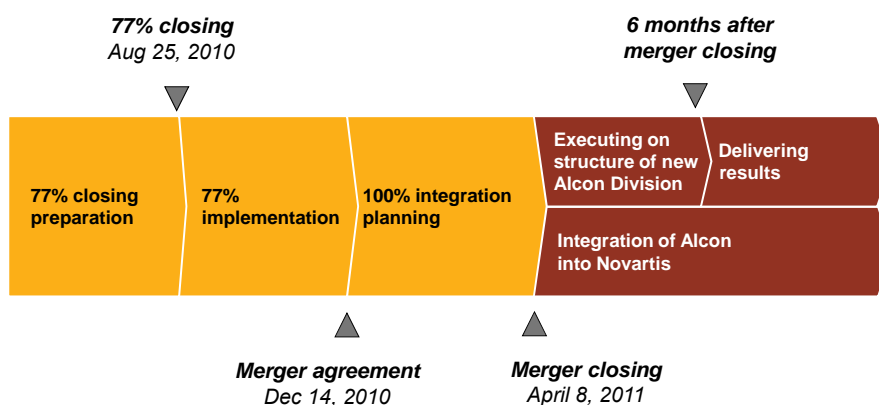 77% closing
Aug 25, 2010
6 months after
merger closing
77% closing
preparation
77%
implementation
100% integration
planning
Executing on
structure of new
Alcon Division
Delivering
results
Integration of Alcon
into Novartis
Merger agreement
Dec 14, 2010
Merger closing
April 8, 2011